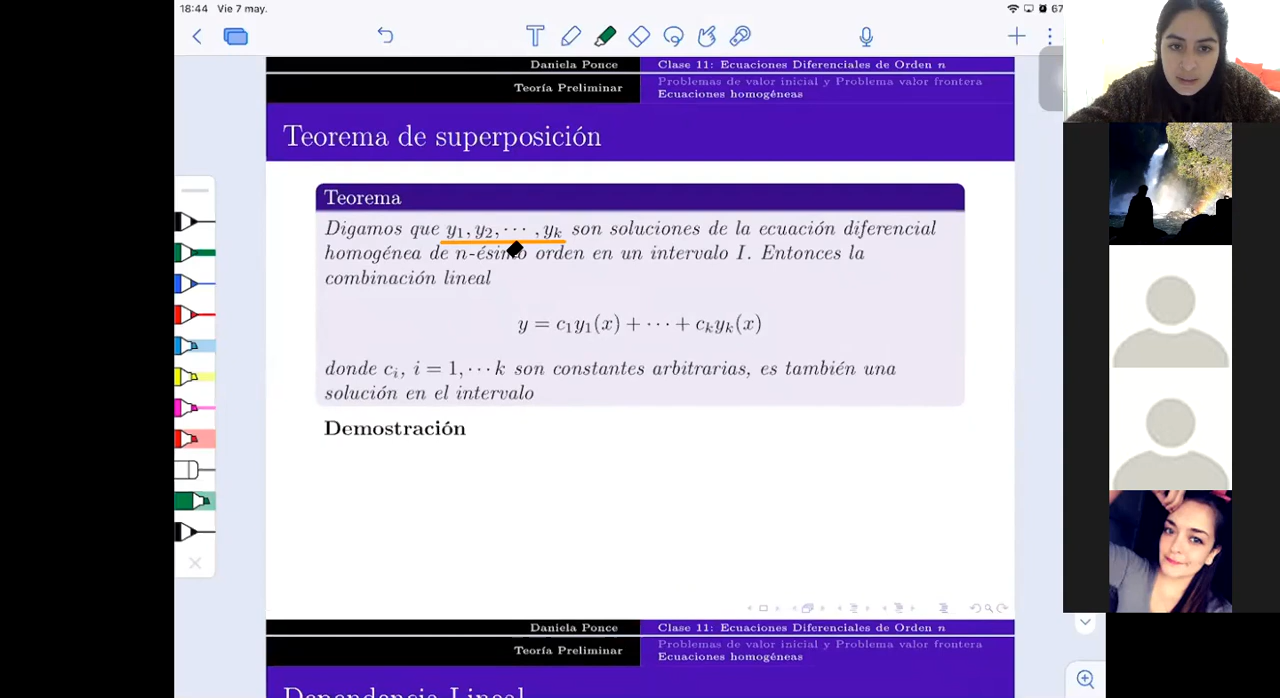 18:44 Vie 7 may.
67
Daniela Ponce
Clase 11: Ecuaciones Diferenciales de Orden n
Teoría Preliminar
Problemas de valor inicial y Problema valor frontera
Ecuaciones homogéneas
Teorema de superposición
Teorema
Digamos que y₁, y₂, ··· , yₖ son soluciones de la ecuación diferencial
homogénea de n-ésimo orden en un intervalo I. Entonces la
combinación lineal
y = c₁y₁(x) + ··· + cₖyₖ(x)
donde cᵢ, i = 1, ··· k son constantes arbitrarias, es también una
solución en el intervalo
Demostración
Daniela Ponce
Clase 11: Ecuaciones Diferenciales de Orden n
Teoría Preliminar
Problemas de valor inicial y Problema valor frontera
Ecuaciones homogéneas
Dependencia Lineal